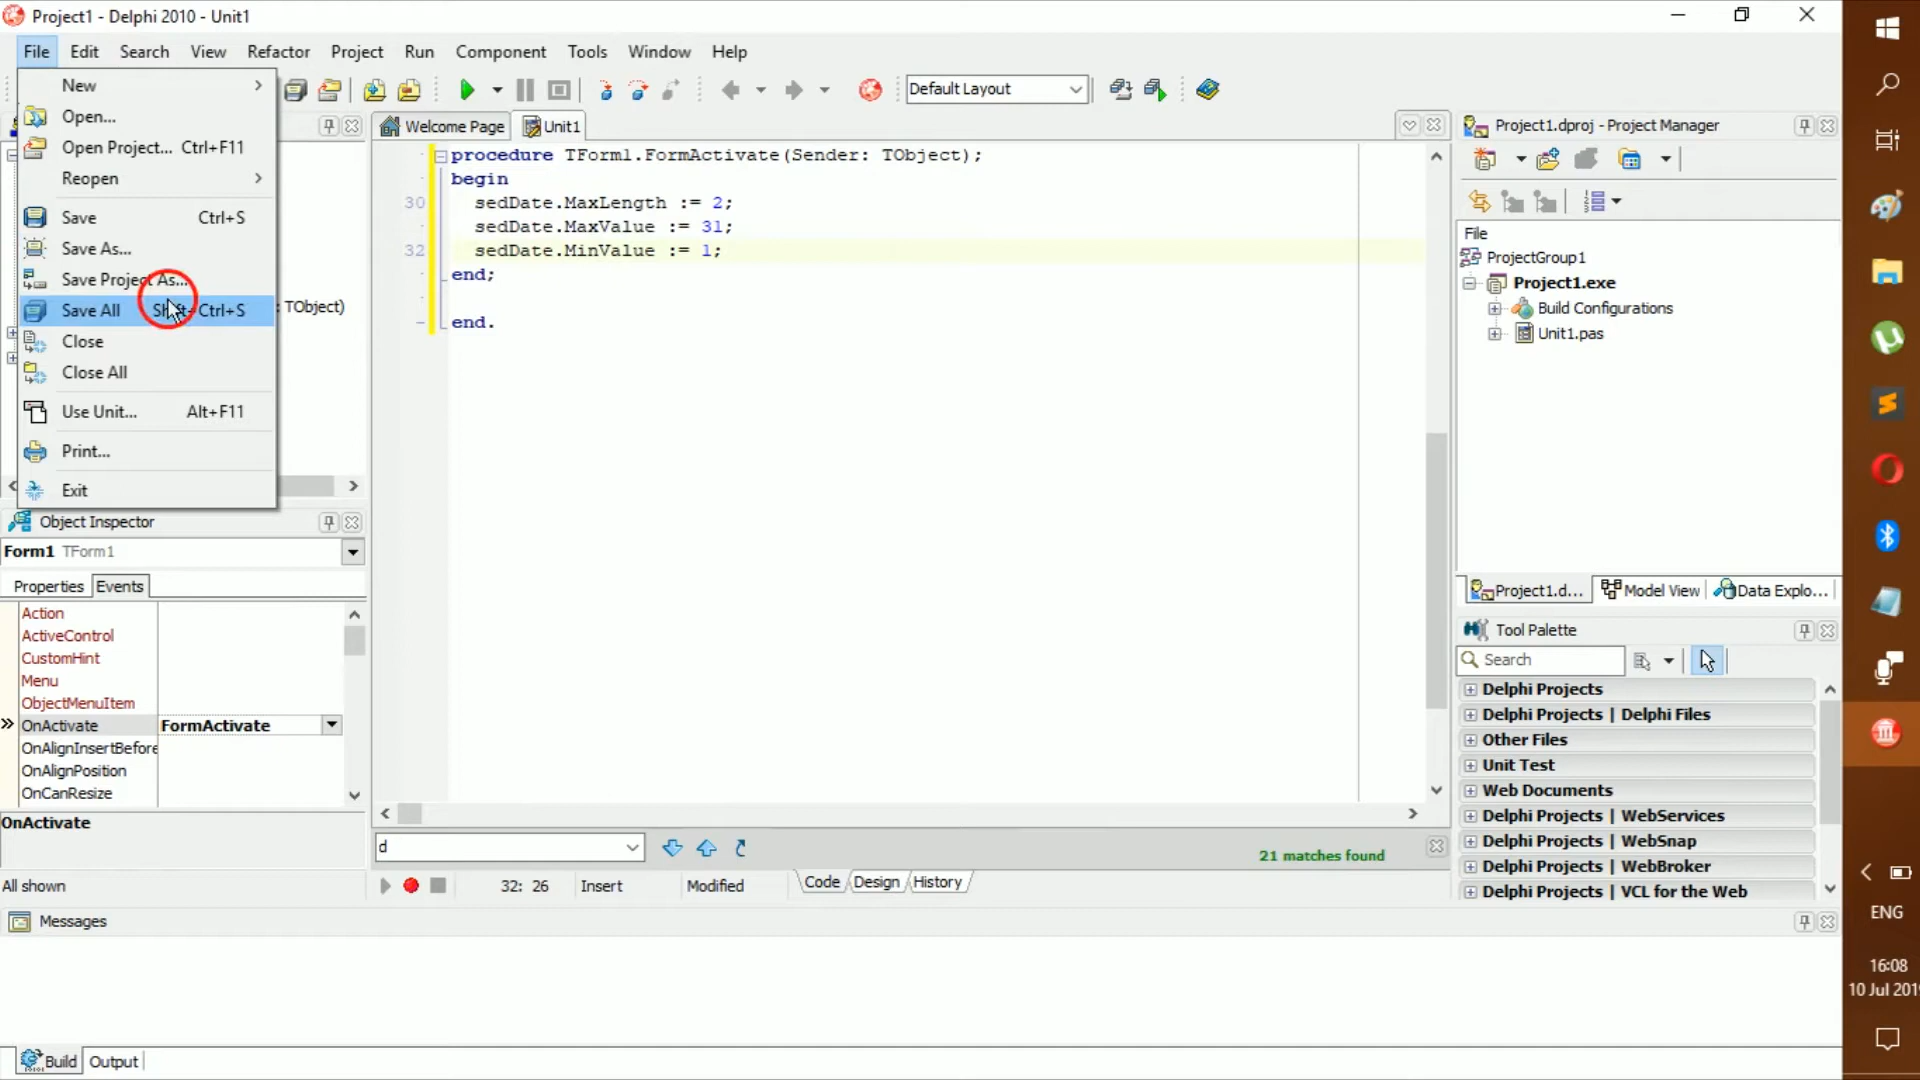 Project1 - Delphi 2010 - Unit1
File Edit Search View Refactor Project Run Component Tools Window Help
Default Layout
New
Open...
Open Project... Ctrl+F11
Reopen
Save Ctrl+S
Save As...
Save Project As...
Save All Shift+Ctrl+S
Close
Close All
Use Unit... Alt+F11
Print...
Exit
: TObject)
Welcome Page Unit1
procedure TForm1.FormActivate(Sender: TObject);
begin
30 sedDate.MaxLength := 2;
sedDate.MaxValue := 31;
32 sedDate.MinValue := 1;
end;
end.
Object Inspector
Form1 TForm1
Properties Events
Action
ActiveControl
CustomHint
Menu
ObjectMenuItem
OnActivate FormActivate
OnAlignInsertBefore
OnAlignPosition
OnCanResize
OnActivate
All shown
d
21 matches found
32: 26 Insert Modified Code Design History
Project1.dproj - Project Manager
File
ProjectGroup1
Project1.exe
Build Configurations
Unit1.pas
Project1.d... Model View Data Explo...
Tool Palette
Search
Delphi Projects
Delphi Projects | Delphi Files
Other Files
Unit Test
Web Documents
Delphi Projects | WebServices
Delphi Projects | WebSnap
Delphi Projects | WebBroker
Delphi Projects | VCL for the Web
Messages
Build Output
ENG
16:08
10 Jul 201